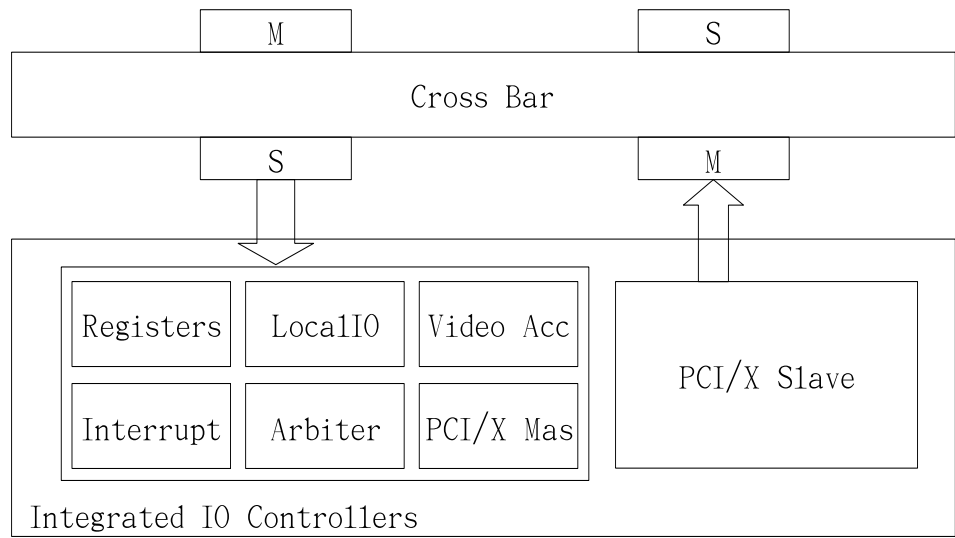 M
S
Cross Bar
S
M
Registers
LocalIO
Video Acc
PCI/X Slave
Interrupt
Arbiter
PCI/X Mas
Integrated IO Controllers